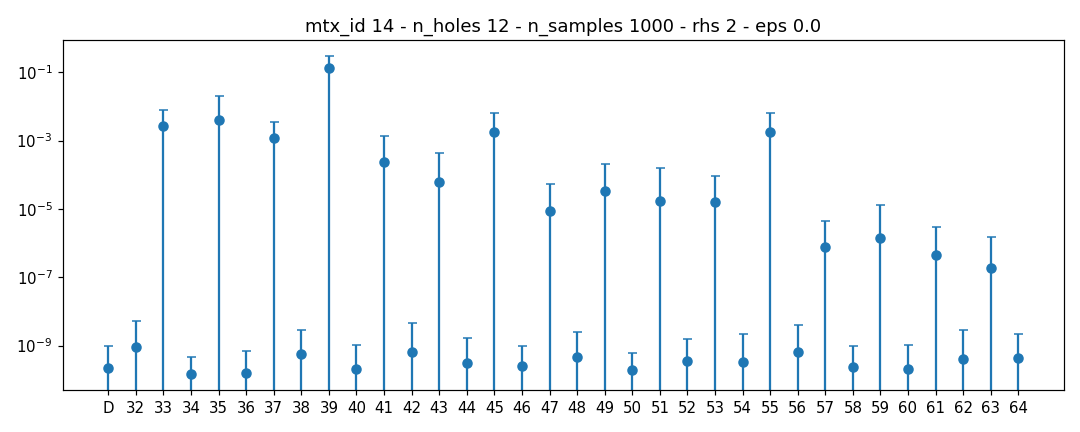 mtx_id 14 - n_holes 12 - n_samples 1000 - rhs 2 - eps 0.0
10⁻¹
10⁻³
10⁻⁵
10⁻⁷
10⁻⁹
D 32 33 34 35 36 37 38 39 40 41 42 43 44 45 46 47 48 49 50 51 52 53 54 55 56 57 58 59 60 61 62 63 64